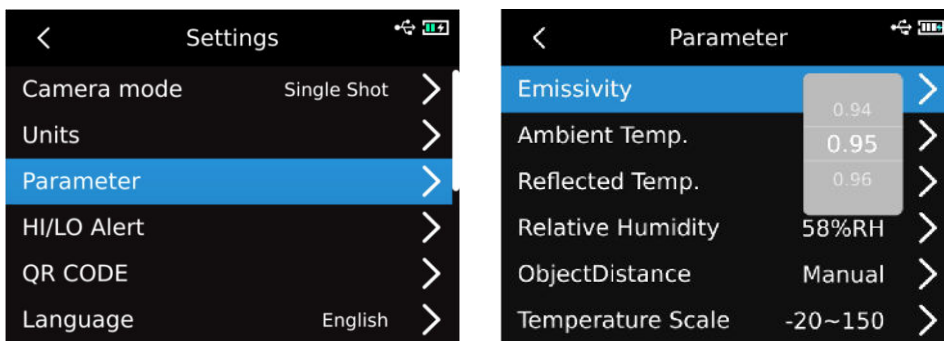 Settings
Camera mode Single Shot
Units
Parameter
HI/LO Alert
QR CODE
Language English
Parameter
Emissivity
0.94
Ambient Temp. 0.95
Reflected Temp. 0.96
Relative Humidity 58%RH
ObjectDistance Manual
Temperature Scale -20~150